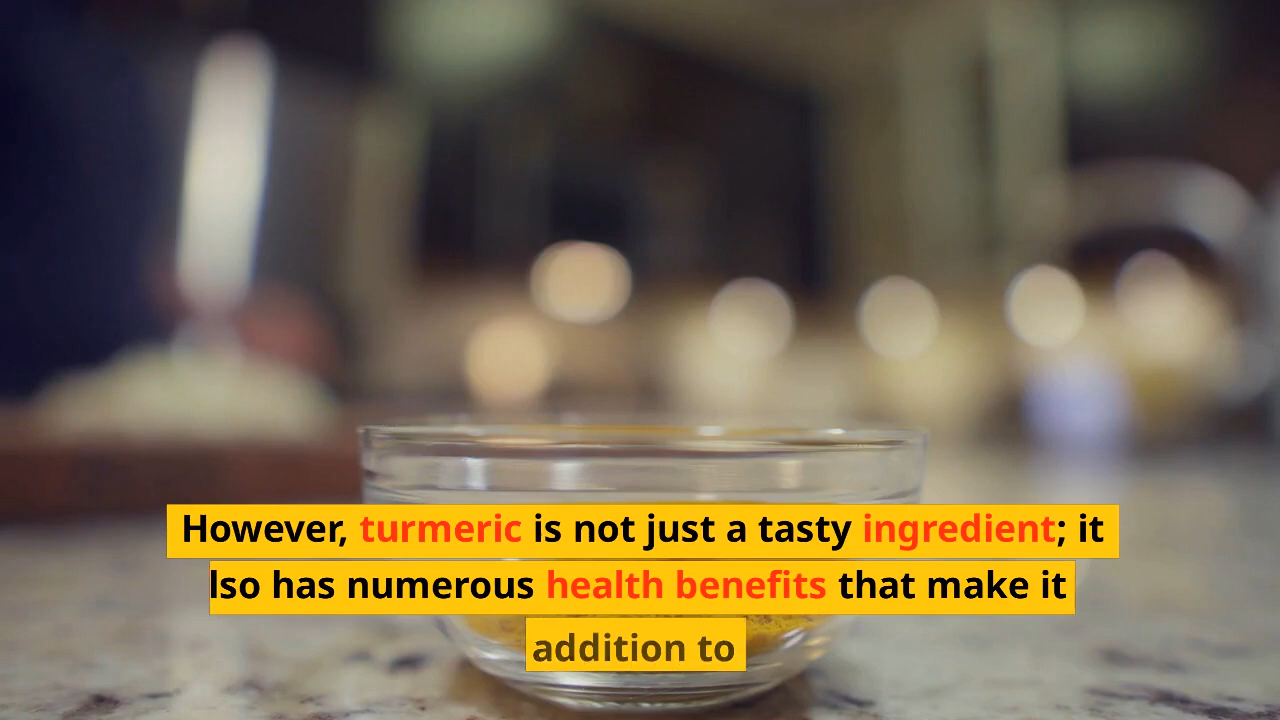 However, turmeric is not just a tasty ingredient; it
lso has numerous health benefits that make it
addition to